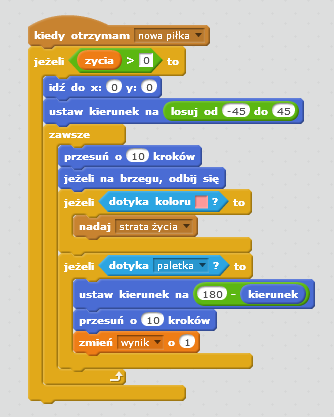 kiedy otrzymam nowa piłka
jeżeli zycia > 0 to
idź do x: 0 y: 0
ustaw kierunek na losuj od -45 do 45
zawsze
przesuń o 10 kroków
jeżeli na brzegu, odbij się
jeżeli dotyka koloru ? to
nadaj strata życia
jeżeli dotyka paletka ? to
ustaw kierunek na 180 - kierunek
przesuń o 10 kroków
zmień wynik o 1